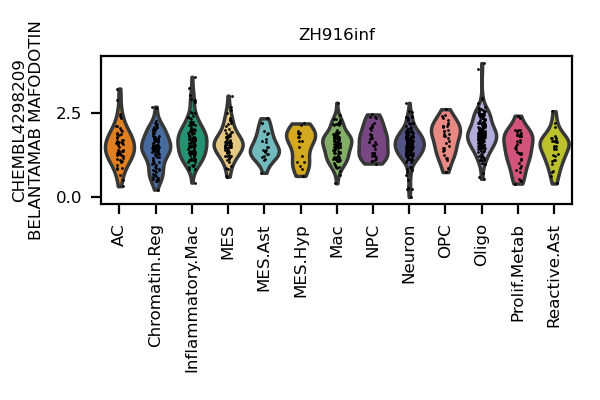 ZH916inf
CHEMBL4298209
BELANTAMAB MAFODOTIN
2.5
0.0
AC
Chromatin.Reg
Inflammatory.Mac
MES
MES.Ast
MES.Hyp
Mac
NPC
Neuron
OPC
Oligo
Prolif.Metab
Reactive.Ast